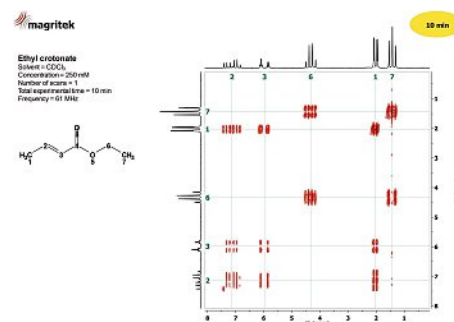 magritek
10 min
Ethyl crotonate
Solvent = CDCl₃
Concentration = 250 mM
Number of scans = 1
Total experimental time = 10 min
Frequency = 61 MHz
2 3 6 1 7
7
1
6
3
2
O
H₃C 2 4 6 CH₃
1 3 O 7
5
1
2
3
4
5
6
7
8
8 7 6 5 4 3 2 1